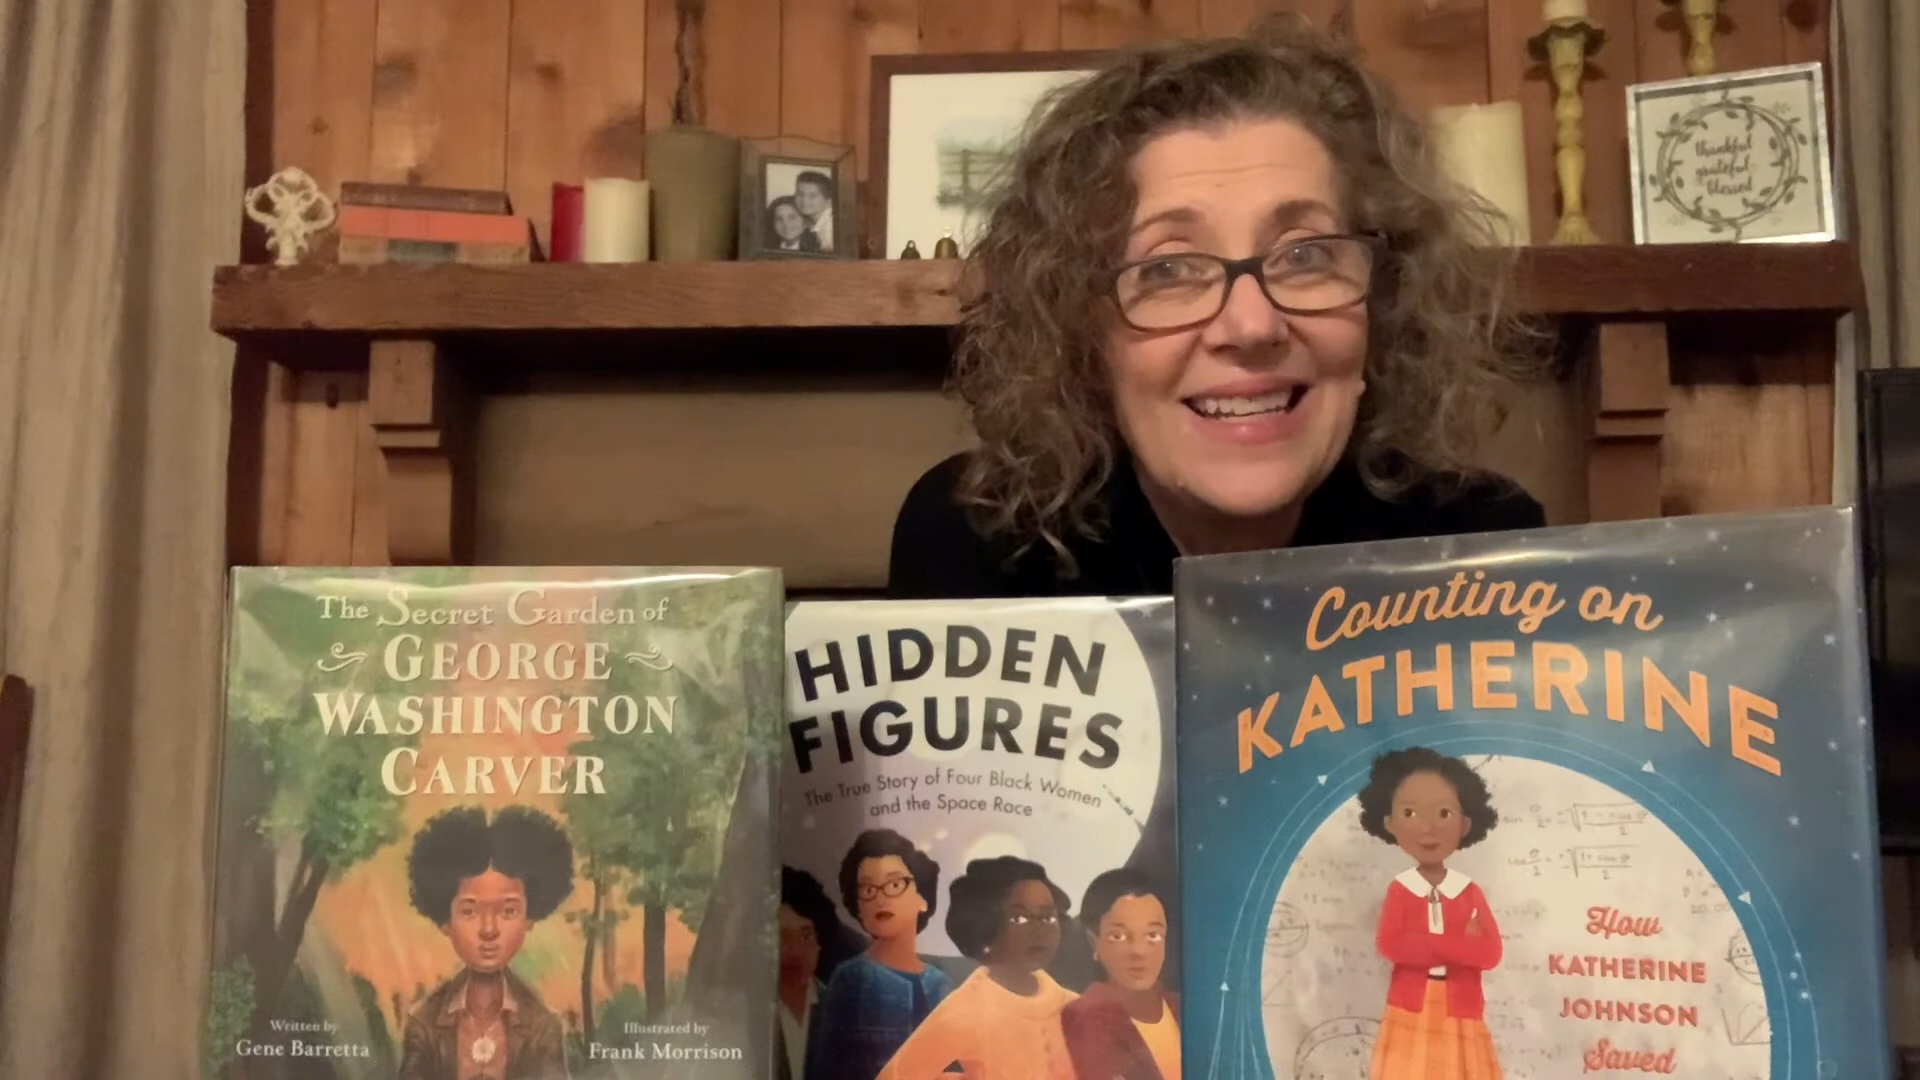 thankful
grateful
blessed
The Secret Garden of
GEORGE
WASHINGTON
CARVER
Written by
Gene Barretta
Illustrated by
Frank Morrison
HIDDEN
FIGURES
The True Story of Four Black Women
and the Space Race
Counting on
KATHERINE
How
KATHERINE
JOHNSON
Saved